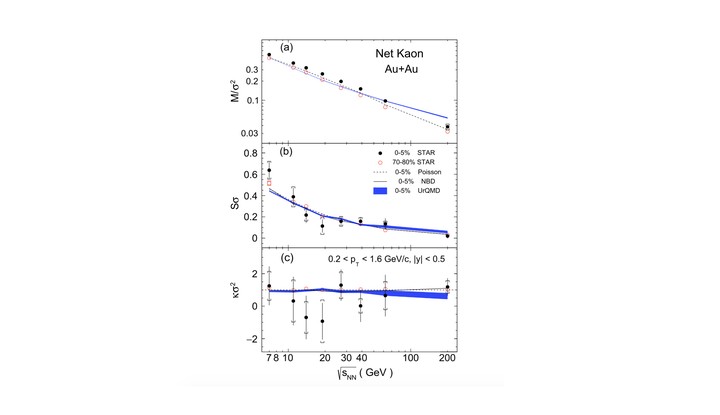 (a)
Net Kaon
Au+Au
0.3
0.2
0.1
0.03
M/σ²
(b)
0-5% STAR
70-80% STAR
0-5% Poisson
0-5% NBD
0-5% UrQMD
0.8
0.6
0.4
0.2
0
Sσ
(c)
0.2 < p_T < 1.6 GeV/c, |y| < 0.5
2
0
−2
κσ²
7 8 10 20 30 40 100 200
√s_NN ( GeV )